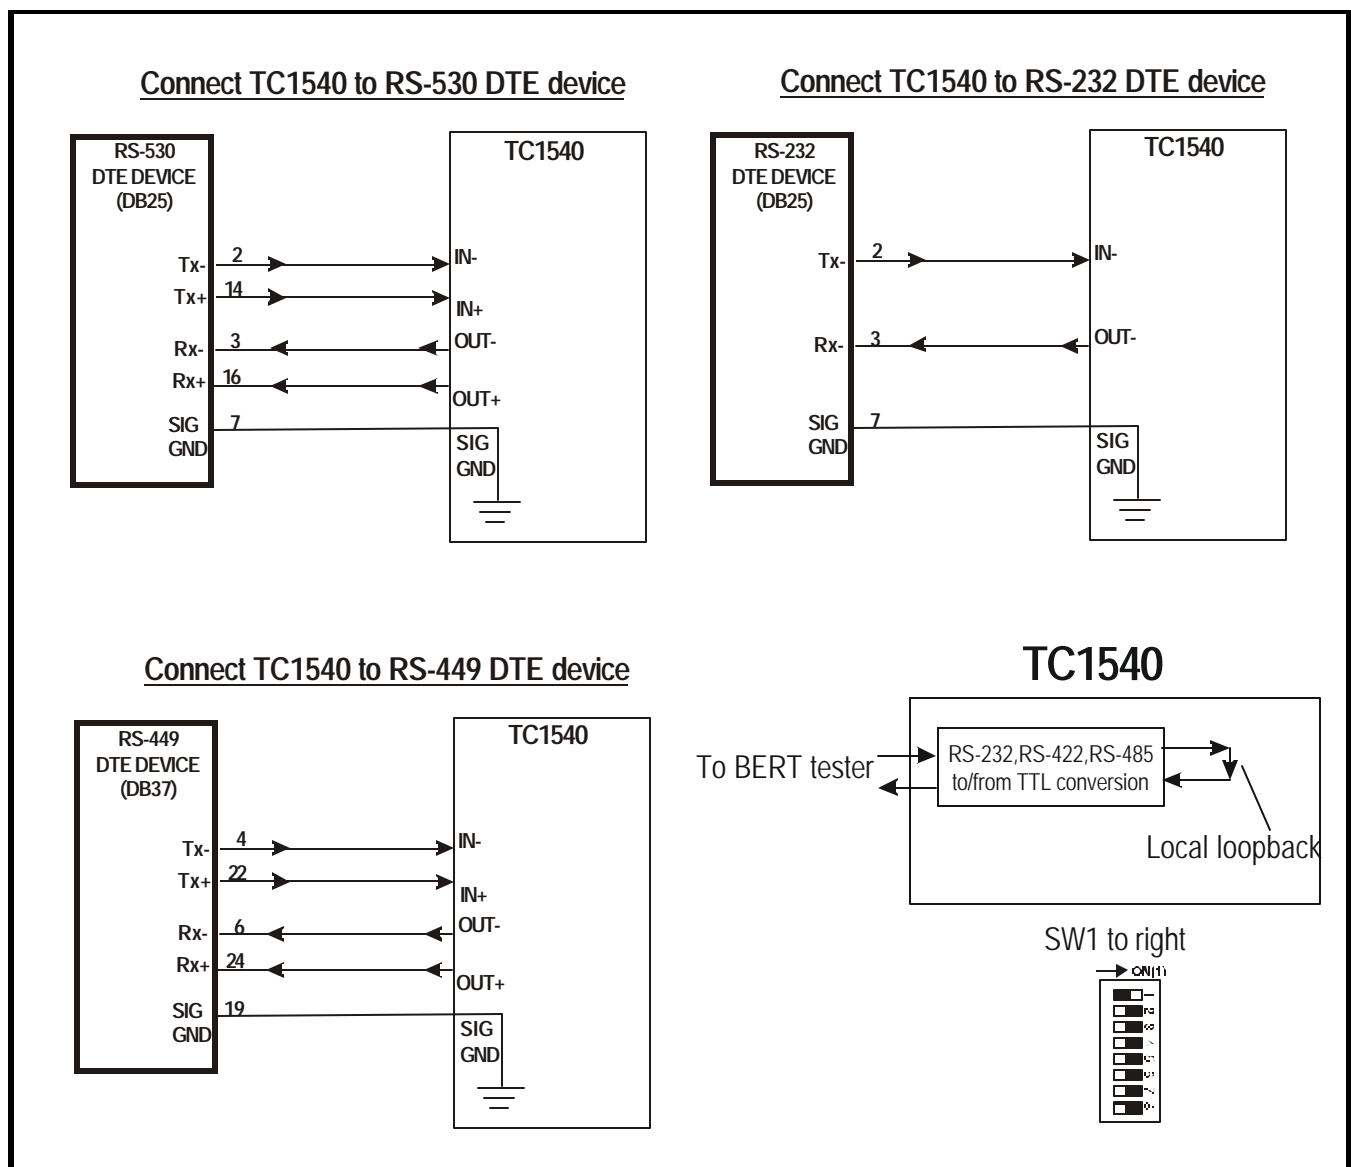 Connect TC1540 to RS-530 DTE device
RS-530
DTE DEVICE
(DB25)
TC1540
Tx- 2 IN-
Tx+ 14 IN+
Rx- 3 OUT-
Rx+ 16 OUT+
SIG GND 7 SIG GND
Connect TC1540 to RS-232 DTE device
RS-232
DTE DEVICE
(DB25)
TC1540
Tx- 2 IN-
Rx- 3 OUT-
SIG GND 7 SIG GND
Connect TC1540 to RS-449 DTE device
RS-449
DTE DEVICE
(DB37)
TC1540
Tx- 4 IN-
Tx+ 22 IN+
Rx- 6 OUT-
Rx+ 24 OUT+
SIG GND 19 SIG GND
TC1540
To BERT tester
RS-232,RS-422,RS-485
to/from TTL conversion
Local loopback
SW1 to right
ON(1)
1
2
3